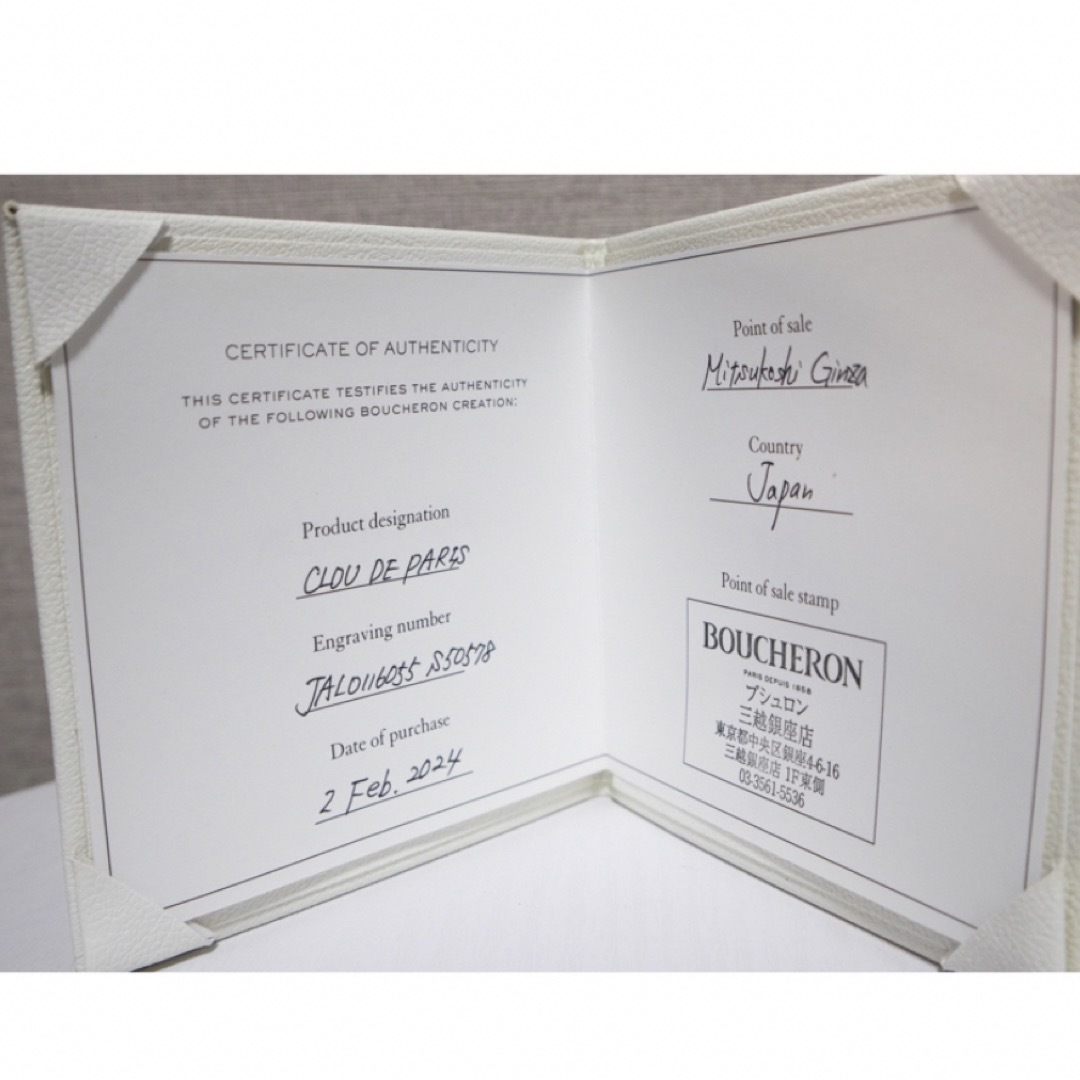 CERTIFICATE OF AUTHENTICITY
THIS CERTIFICATE TESTIFIES THE AUTHENTICITY
OF THE FOLLOWING BOUCHERON CREATION:
Product designation
CLOU DE PARIS
Engraving number
JAL0116055 S50578
Date of purchase
2 Feb. 2024
Point of sale
Mitsukoshi Ginza
Country
Japan
Point of sale stamp
BOUCHERON
PARIS DEPUIS 1858
ブシュロン
三越銀座店
東京都中央区銀座4-6-16
三越銀座店 1F東側
03-3561-5536